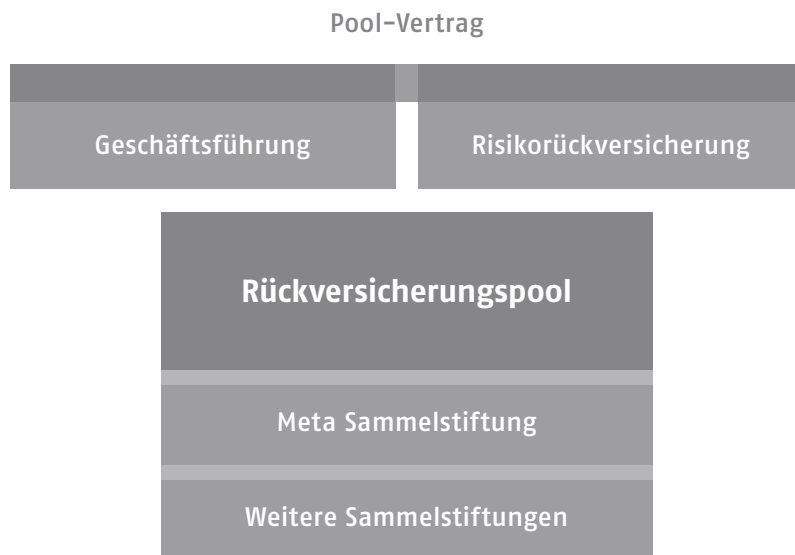 Pool-Vertrag
Geschäftsführung
Risikorückversicherung
Rückversicherungspool
Meta Sammelstiftung
Weitere Sammelstiftungen